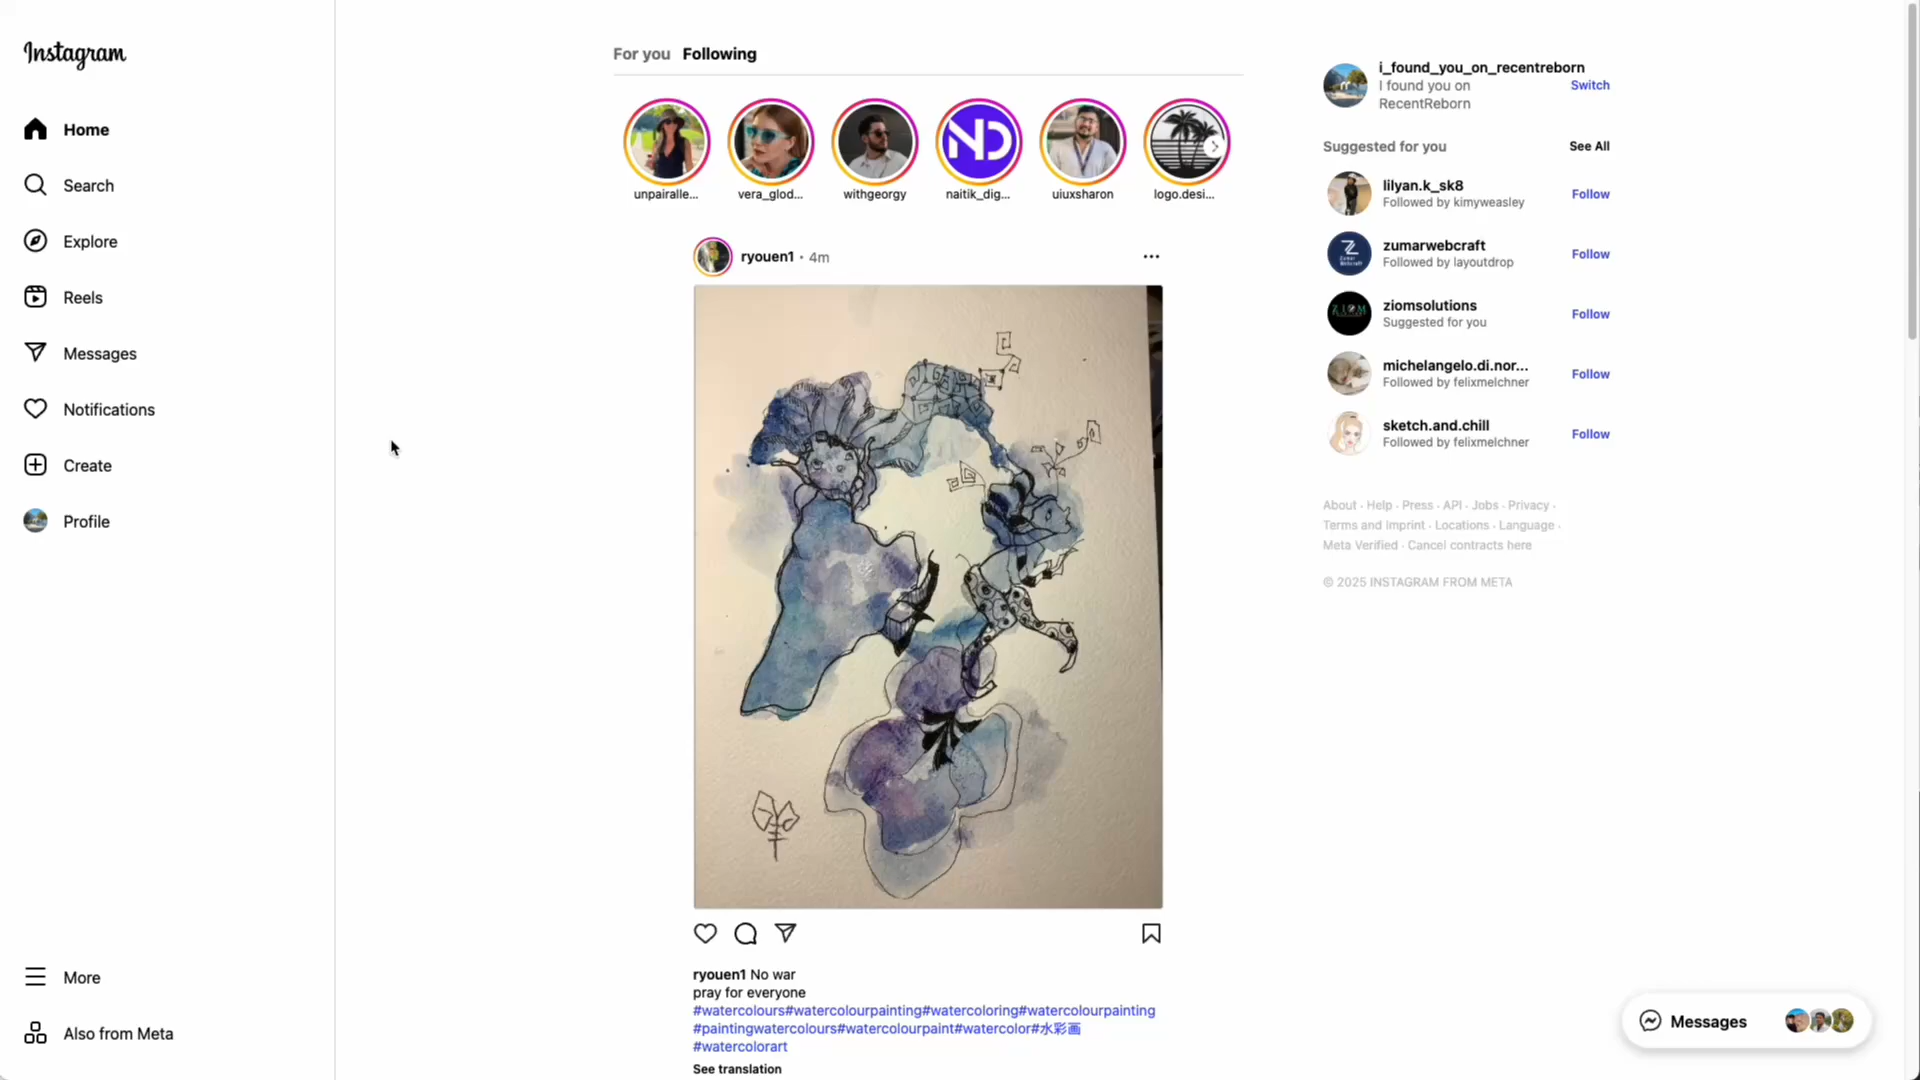 Instagram
Home
Search
Explore
Reels
Messages
Notifications
Create
Profile
More
Also from Meta
For you Following
unpairalle... vera_glod... withgeorgy naitik_dig... uiuxsharon logo.desi...
ND
ryouen1 • 4m
ryouen1 No war
pray for everyone
#watercolours#watercolourpainting#watercoloring#watercolourpainting
#paintingwatercolours#watercolourpaint#watercolor#水彩画
#watercolorart
See translation
i_found_you_on_recentreborn
I found you on
RecentReborn
Switch
Suggested for you See All
lilyan.k_sk8
Followed by kimyweasley
Follow
zumarwebcraft
Followed by layoutdrop
Follow
ziomsolutions
Suggested for you
Follow
ZIOM
michelangelo.di.nor...
Followed by felixmelchner
Follow
sketch.and.chill
Followed by felixmelchner
Follow
About · Help · Press · API · Jobs · Privacy ·
Terms and Imprint · Locations · Language ·
Meta Verified · Cancel contracts here
© 2025 INSTAGRAM FROM META
Messages